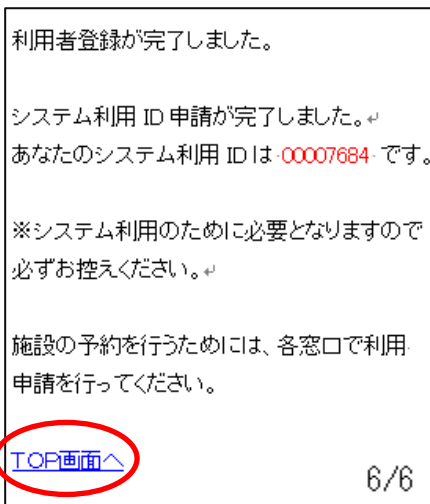 利用者登録が完了しました。
システム利用 ID 申請が完了しました。↵
あなたのシステム利用 ID は 00007684 です。
※システム利用のために必要となりますので
必ずお控えください。↵
施設の予約を行うためには、各窓口で利用
申請を行ってください。
TOP画面へ
6/6